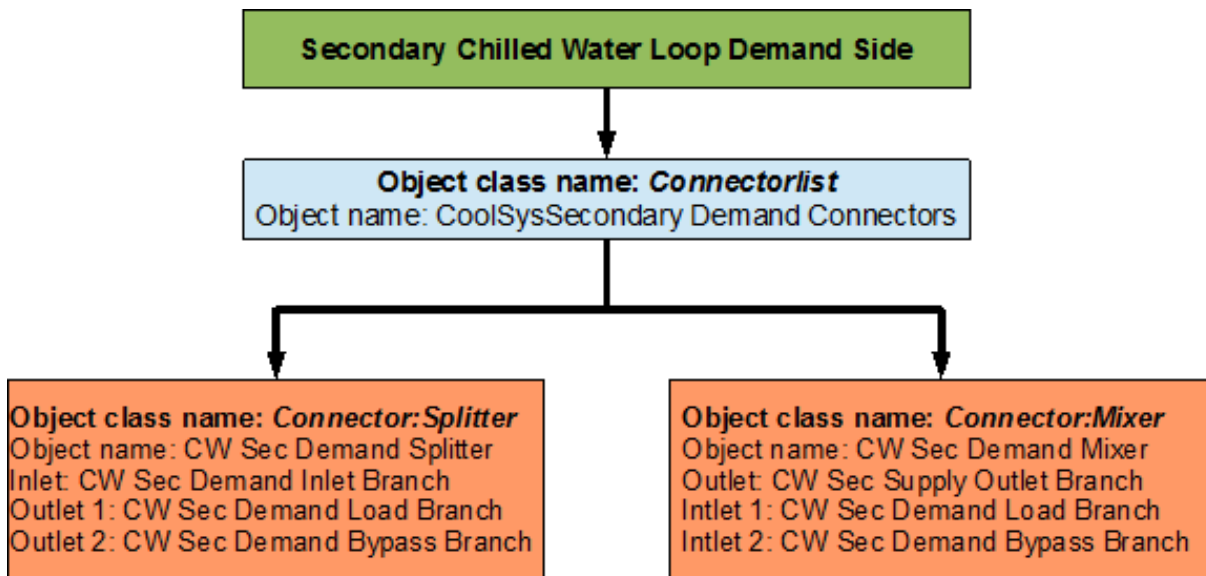 Secondary Chilled Water Loop Demand Side
Object class name: Connectorlist
Object name: CoolSysSecondary Demand Connectors
Object class name: Connector:Splitter
Object name: CW Sec Demand Splitter
Inlet: CW Sec Demand Inlet Branch
Outlet 1: CW Sec Demand Load Branch
Outlet 2: CW Sec Demand Bypass Branch
Object class name: Connector:Mixer
Object name: CW Sec Demand Mixer
Outlet: CW Sec Supply Outlet Branch
Intlet 1: CW Sec Demand Load Branch
Intlet 2: CW Sec Demand Bypass Branch